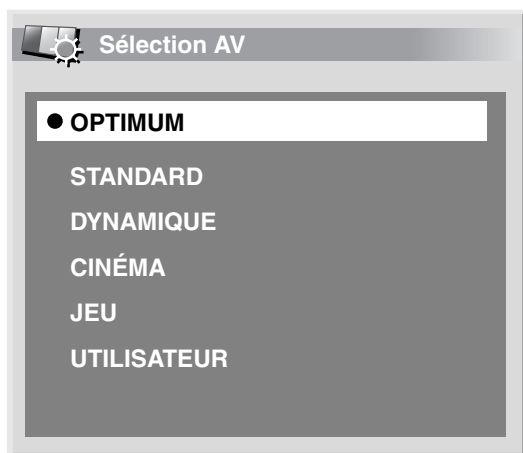 Sélection AV
OPTIMUM
STANDARD
DYNAMIQUE
CINÉMA
JEU
UTILISATEUR